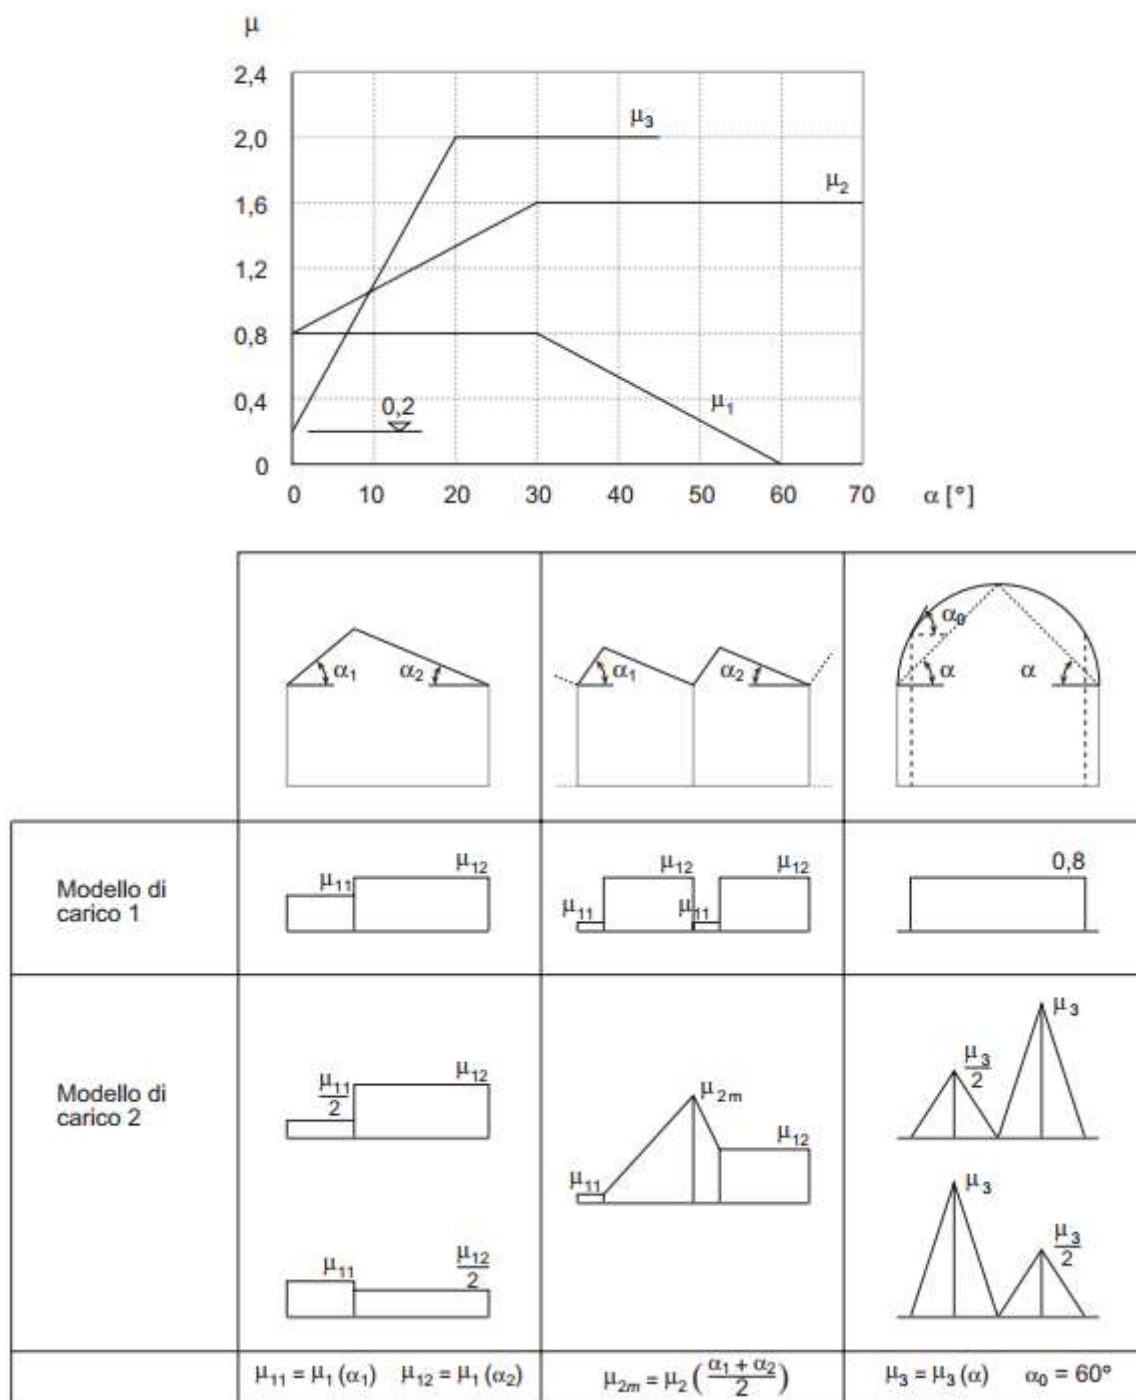 μ
2,4
2,0
1,6
1,2
0,8
0,4
0
μ3
μ2
μ1
0,2
0 10 20 30 40 50 60 70 α [°]
α1 α2
α1 α2
α0
α α
Modello di
carico 1
μ11 μ12
μ11 μ12 μ11 μ12
0,8
Modello di
carico 2
μ11/2 μ12
μ11 μ12/2
μ11 μ2m μ12
μ3/2 μ3
μ3 μ3/2
μ11 = μ1 (α1) μ12 = μ1 (α2)
μ2m = μ2 ( α1 + α2 / 2 )
μ3 = μ3 (α) α0 = 60°